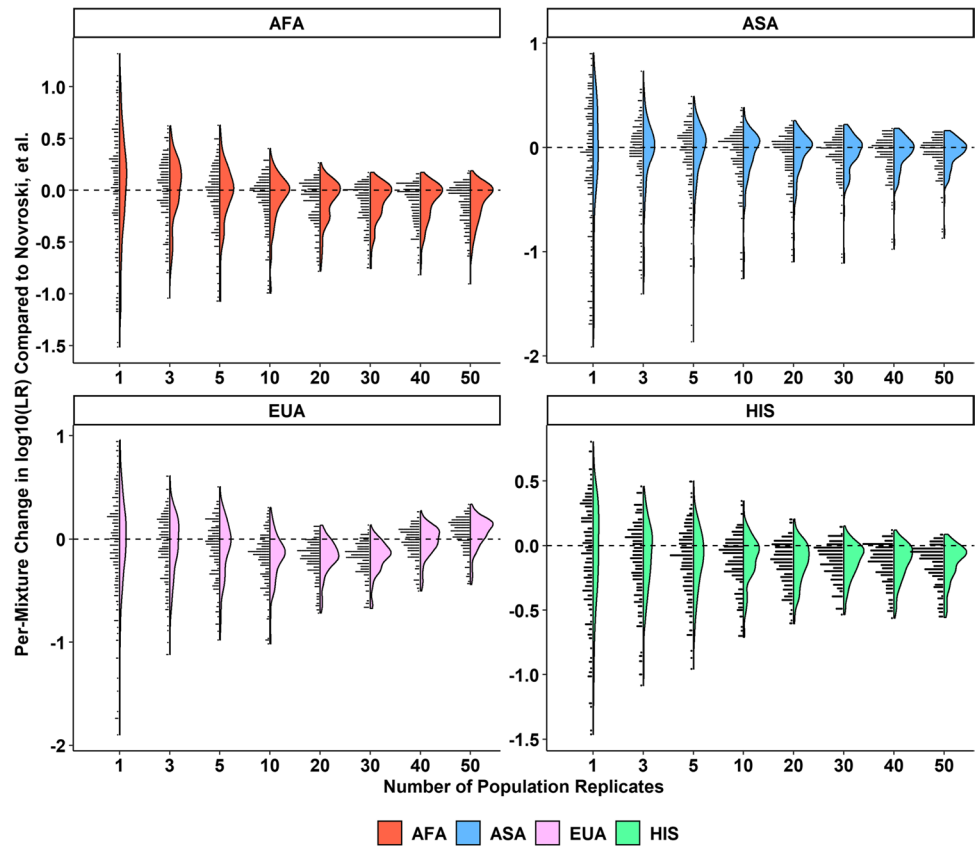 AFA
ASA
Per-Mixture Change in log10(LR) Compared to Novroski, et al.
1.0
0.5
0.0
-0.5
-1.0
-1.5
1 3 5 10 20 30 40 50
1
0
-1
-2
1 3 5 10 20 30 40 50
EUA
HIS
1
0
-1
-2
1 3 5 10 20 30 40 50
0.5
0.0
-0.5
-1.0
-1.5
1 3 5 10 20 30 40 50
Number of Population Replicates
AFA ASA EUA HIS